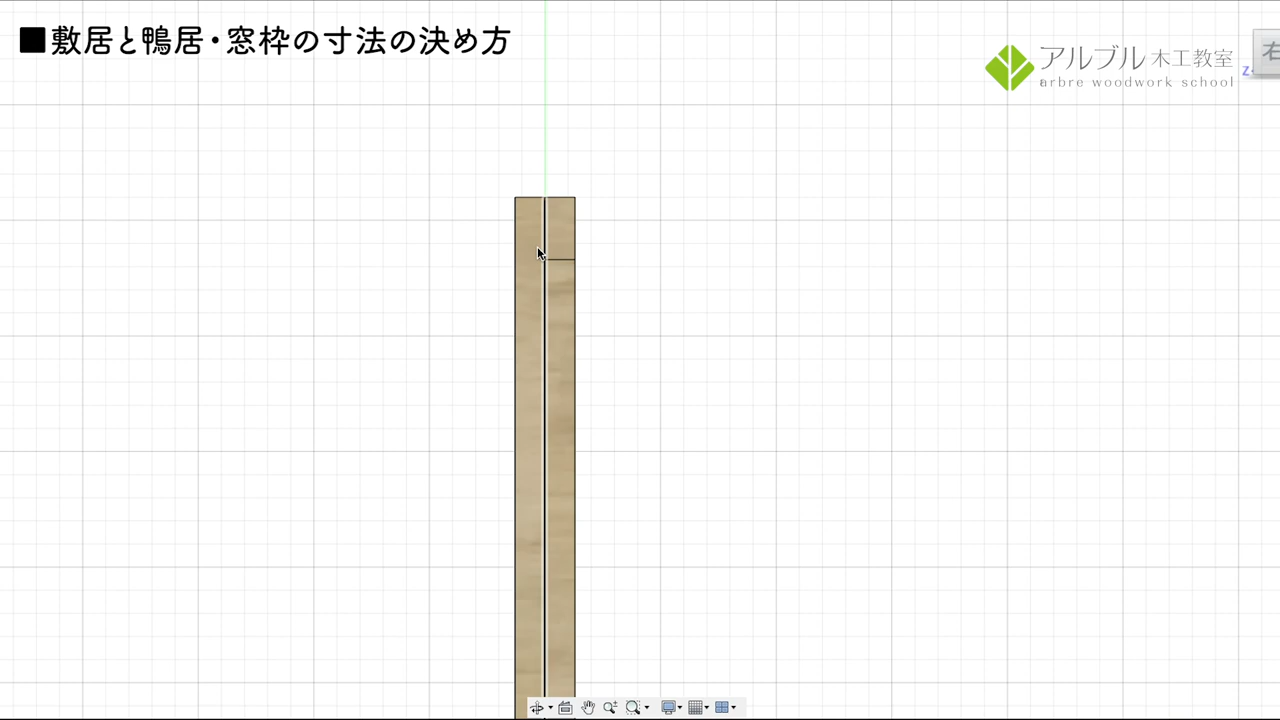 ■敷居と鴨居・窓枠の寸法の決め方
アルブル木工教室
arbre woodwork school
Z
右